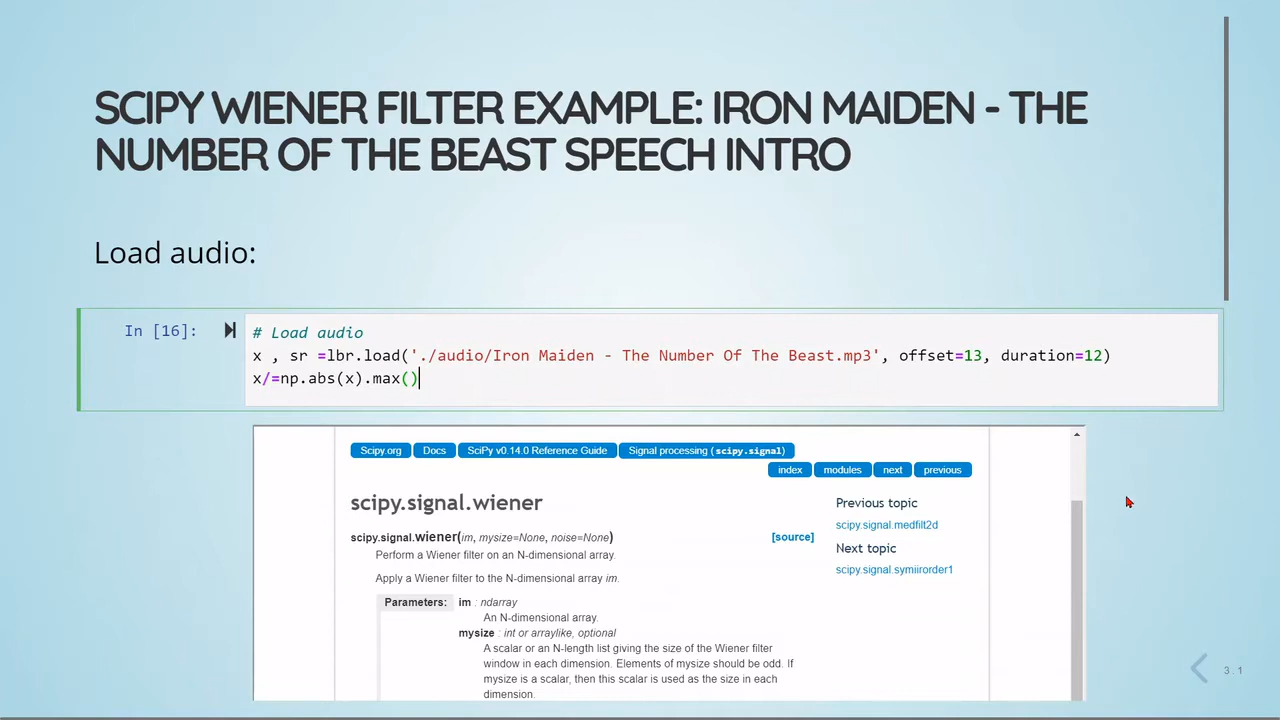 SCIPY WIENER FILTER EXAMPLE: IRON MAIDEN - THE
NUMBER OF THE BEAST SPEECH INTRO
Load audio:
In [16]:
# Load audio
x , sr =lbr.load('./audio/Iron Maiden - The Number Of The Beast.mp3', offset=13, duration=12)
x/=np.abs(x).max()
Scipy.org Docs SciPy v0.14.0 Reference Guide Signal processing (scipy.signal)
index modules next previous
scipy.signal.wiener
scipy.signal.wiener(im, mysize=None, noise=None) [source]
Perform a Wiener filter on an N-dimensional array.
Apply a Wiener filter to the N-dimensional array im.
Parameters: im : ndarray
An N-dimensional array.
mysize : int or arraylike, optional
A scalar or an N-length list giving the size of the Wiener filter
window in each dimension. Elements of mysize should be odd. If
mysize is a scalar, then this scalar is used as the size in each
dimension.
Previous topic
scipy.signal.medfilt2d
Next topic
scipy.signal.symiirorder1
3.1